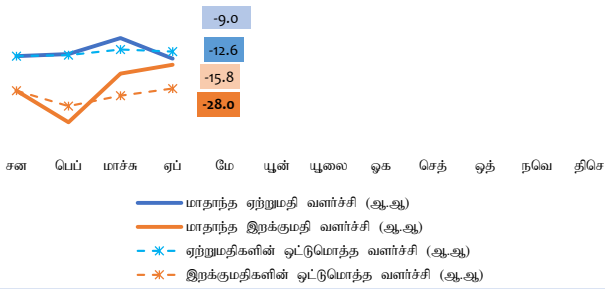 -9.0
-12.6
-15.8
-28.0
சன பெப் மார்ச்சு ஏப் மே யூன் யூலை ஓக செத் ஒத் நவெ திசெ
மாதாந்த ஏற்றுமதி வளர்ச்சி (ஆ.ஆ)
மாதாந்த இறக்குமதி வளர்ச்சி (ஆ.ஆ)
ஏற்றுமதிகளின் ஒட்டுமொத்த வளர்ச்சி (ஆ.ஆ)
இறக்குமதிகளின் ஒட்டுமொத்த வளர்ச்சி (ஆ.ஆ)